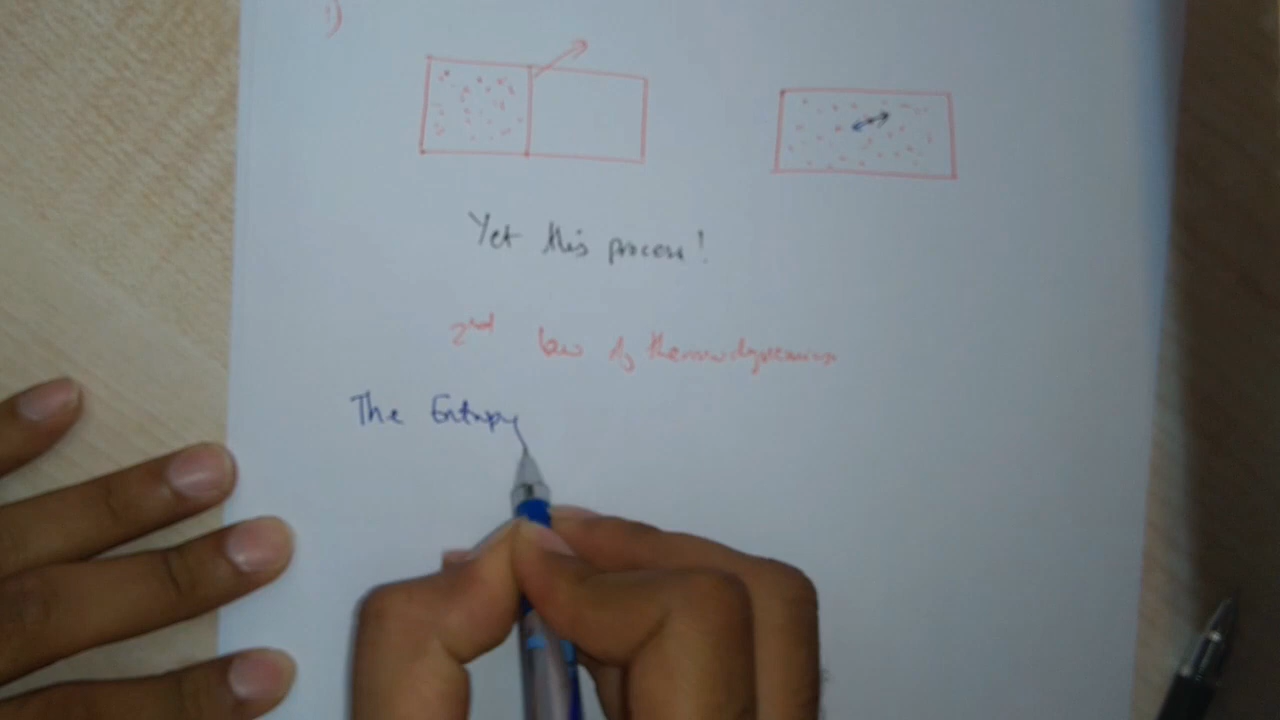 1)
Yet this process!
2nd law of thermodynamics
The Entropy